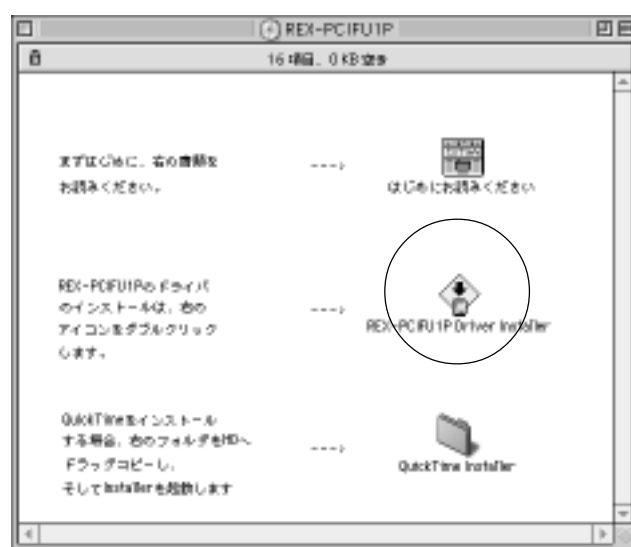 REX-PCIFU1P
16 項目、0 KB 空き
まずはじめに、右の書類を
お読みください。
---->
はじめにお読みください
REX-PCIFU1Pのドライバ
のインストールは、右の
アイコンをダブルクリック
します。
---->
REX-PCIFU1P Driver Installer
QuickTimeをインストール
する場合、右のフォルダをHDへ
ドラッグコピーし、
そしてInstallerを起動します
---->
QuickTime Installer